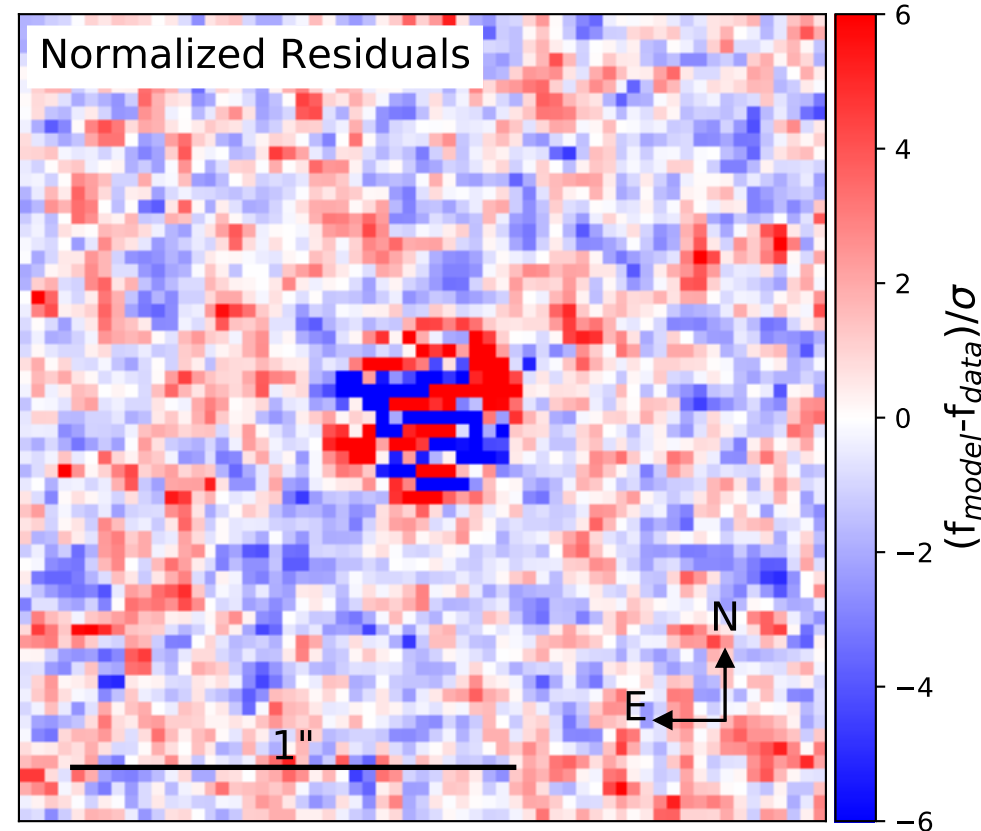 Normalized Residuals
6
4
2
0
−2
−4
−6
(f_model-f_data)/σ
N
E
1"